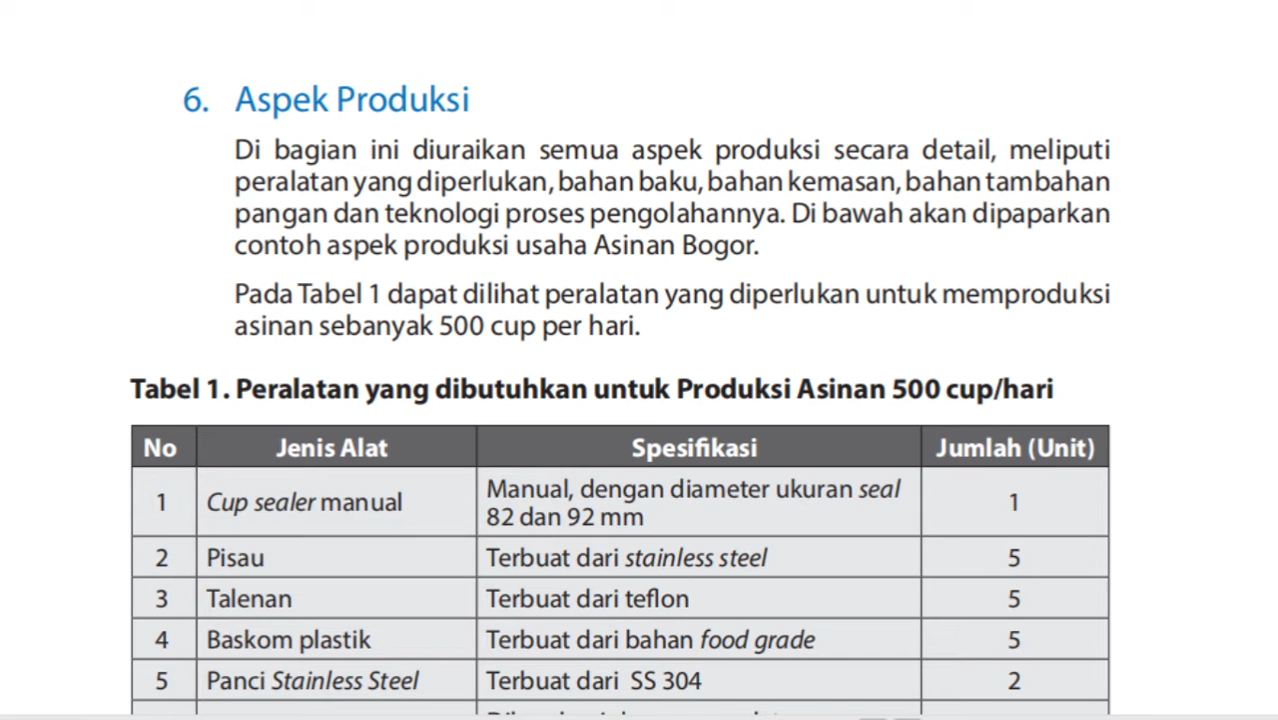 6. Aspek Produksi
Di bagian ini diuraikan semua aspek produksi secara detail, meliputi
peralatan yang diperlukan, bahan baku, bahan kemasan, bahan tambahan
pangan dan teknologi proses pengolahannya. Di bawah akan dipaparkan
contoh aspek produksi usaha Asinan Bogor.
Pada Tabel 1 dapat dilihat peralatan yang diperlukan untuk memproduksi
asinan sebanyak 500 cup per hari.
Tabel 1. Peralatan yang dibutuhkan untuk Produksi Asinan 500 cup/hari
No Jenis Alat Spesifikasi Jumlah (Unit)
1 Cup sealer manual Manual, dengan diameter ukuran seal
82 dan 92 mm 1
2 Pisau Terbuat dari stainless steel 5
3 Talenan Terbuat dari teflon 5
4 Baskom plastik Terbuat dari bahan food grade 5
5 Panci Stainless Steel Terbuat dari SS 304 2